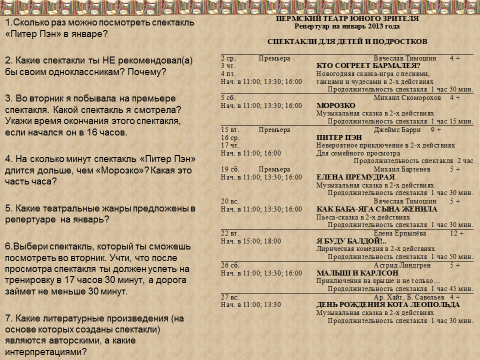 1.Сколько раз можно посмотреть спектакль
«Питер Пэн» в январе?
2. Какие спектакли ты НЕ рекомендовал(а)
бы своим одноклассникам? Почему?
3. Во вторник я побывала на премьере
спектакля. Какой спектакль я смотрела?
Укажи время окончания этого спектакля,
если начался он в 16 часов.
4. На сколько минут спектакль «Питер Пэн»
длится дольше, чем «Морозко»? Какая это
часть часа?
5. Какие театральные жанры предложены в
репертуаре на январь?
6.Выбери спектакль, который ты сможешь
посмотреть во вторник. Учти, что после
просмотра спектакля ты должен успеть на
тренировку в 17 часов 30 минут, а дорога
займет не меньше 30 минут.
7. Какие литературные произведения (на
основе которых созданы спектакли)
являются авторскими, а какие
интерпретациями?
ПЕРМСКИЙ ТЕАТР ЮНОГО ЗРИТЕЛЯ
Репертуар на январь 2013 года
СПЕКТАКЛИ ДЛЯ ДЕТЕЙ И ПОДРОСТКОВ
2 ср. Премьера Вячеслав Тимошин 4 +
3 чт. КТО СОГРЕЕТ БАРМАЛЕЯ?
4 пт. Новогодняя сказка-игра с песнями,
Нач. в 11:00; 13:30; 16:00 танцами и чудесами в 2-х действиях
Продолжительность спектакля 1 час 30 мин.
5 сб. Михаил Скоморохов 4 +
Нач. в 11:00; 13:30; 16:00 МОРОЗКО
Музыкальная сказка в 2-х действиях
Продолжительность спектакля 1 час 15 мин.
15 вт. Премьера Джеймс Барри 9 +
16 ср. ПИТЕР ПЭН
17 чт. Невероятное приключение в 2-х действиях
Нач. в 11:00; 16:00 Для семейного просмотра
Продолжительность спектакля 2 час
19 сб. Премьера Михаил Бартенев 5 +
Нач. в 11:00; 13:30; 16:00 ЕЛЕНА ПРЕМУДРАЯ
Музыкальная сказка в 2-х действиях
Продолжительность спектакля 1 час 30 мин.
20 вс. Вячеслав Тимошин 5 +
Нач. в 11:00; 13:30; 16:00 КАК БАБА-ЯГА СЫНА ЖЕНИЛА
Пьеса-сказка в 2-х действиях
Продолжительность спектакля 1 час 30 мин.
22 вт. Елена Ерпылёва 12 +
Нач. в 15:00; 18:00 Я БУДУ БАЛДОЙ!..
Лирическая комедия в 2-х действиях
Продолжительность спектакля 1 час 30 мин.
26 сб. Астрид Линдгрен 5 +
Нач. в 11:00; 13:30; 16:00 МАЛЫШ И КАРЛСОН
Приключения на крыше и не только…
Продолжительность спектакля 1 час 45 мин.
27 вс. Ар. Хайт, Б. Савельев 4 +
Нач. в 11:00; 13:30 ДЕНЬ РОЖДЕНИЯ КОТА ЛЕОПОЛЬДА
Музыкальная сказка в 2-х действиях
Продолжительность спектакля 1 час 30 мин.